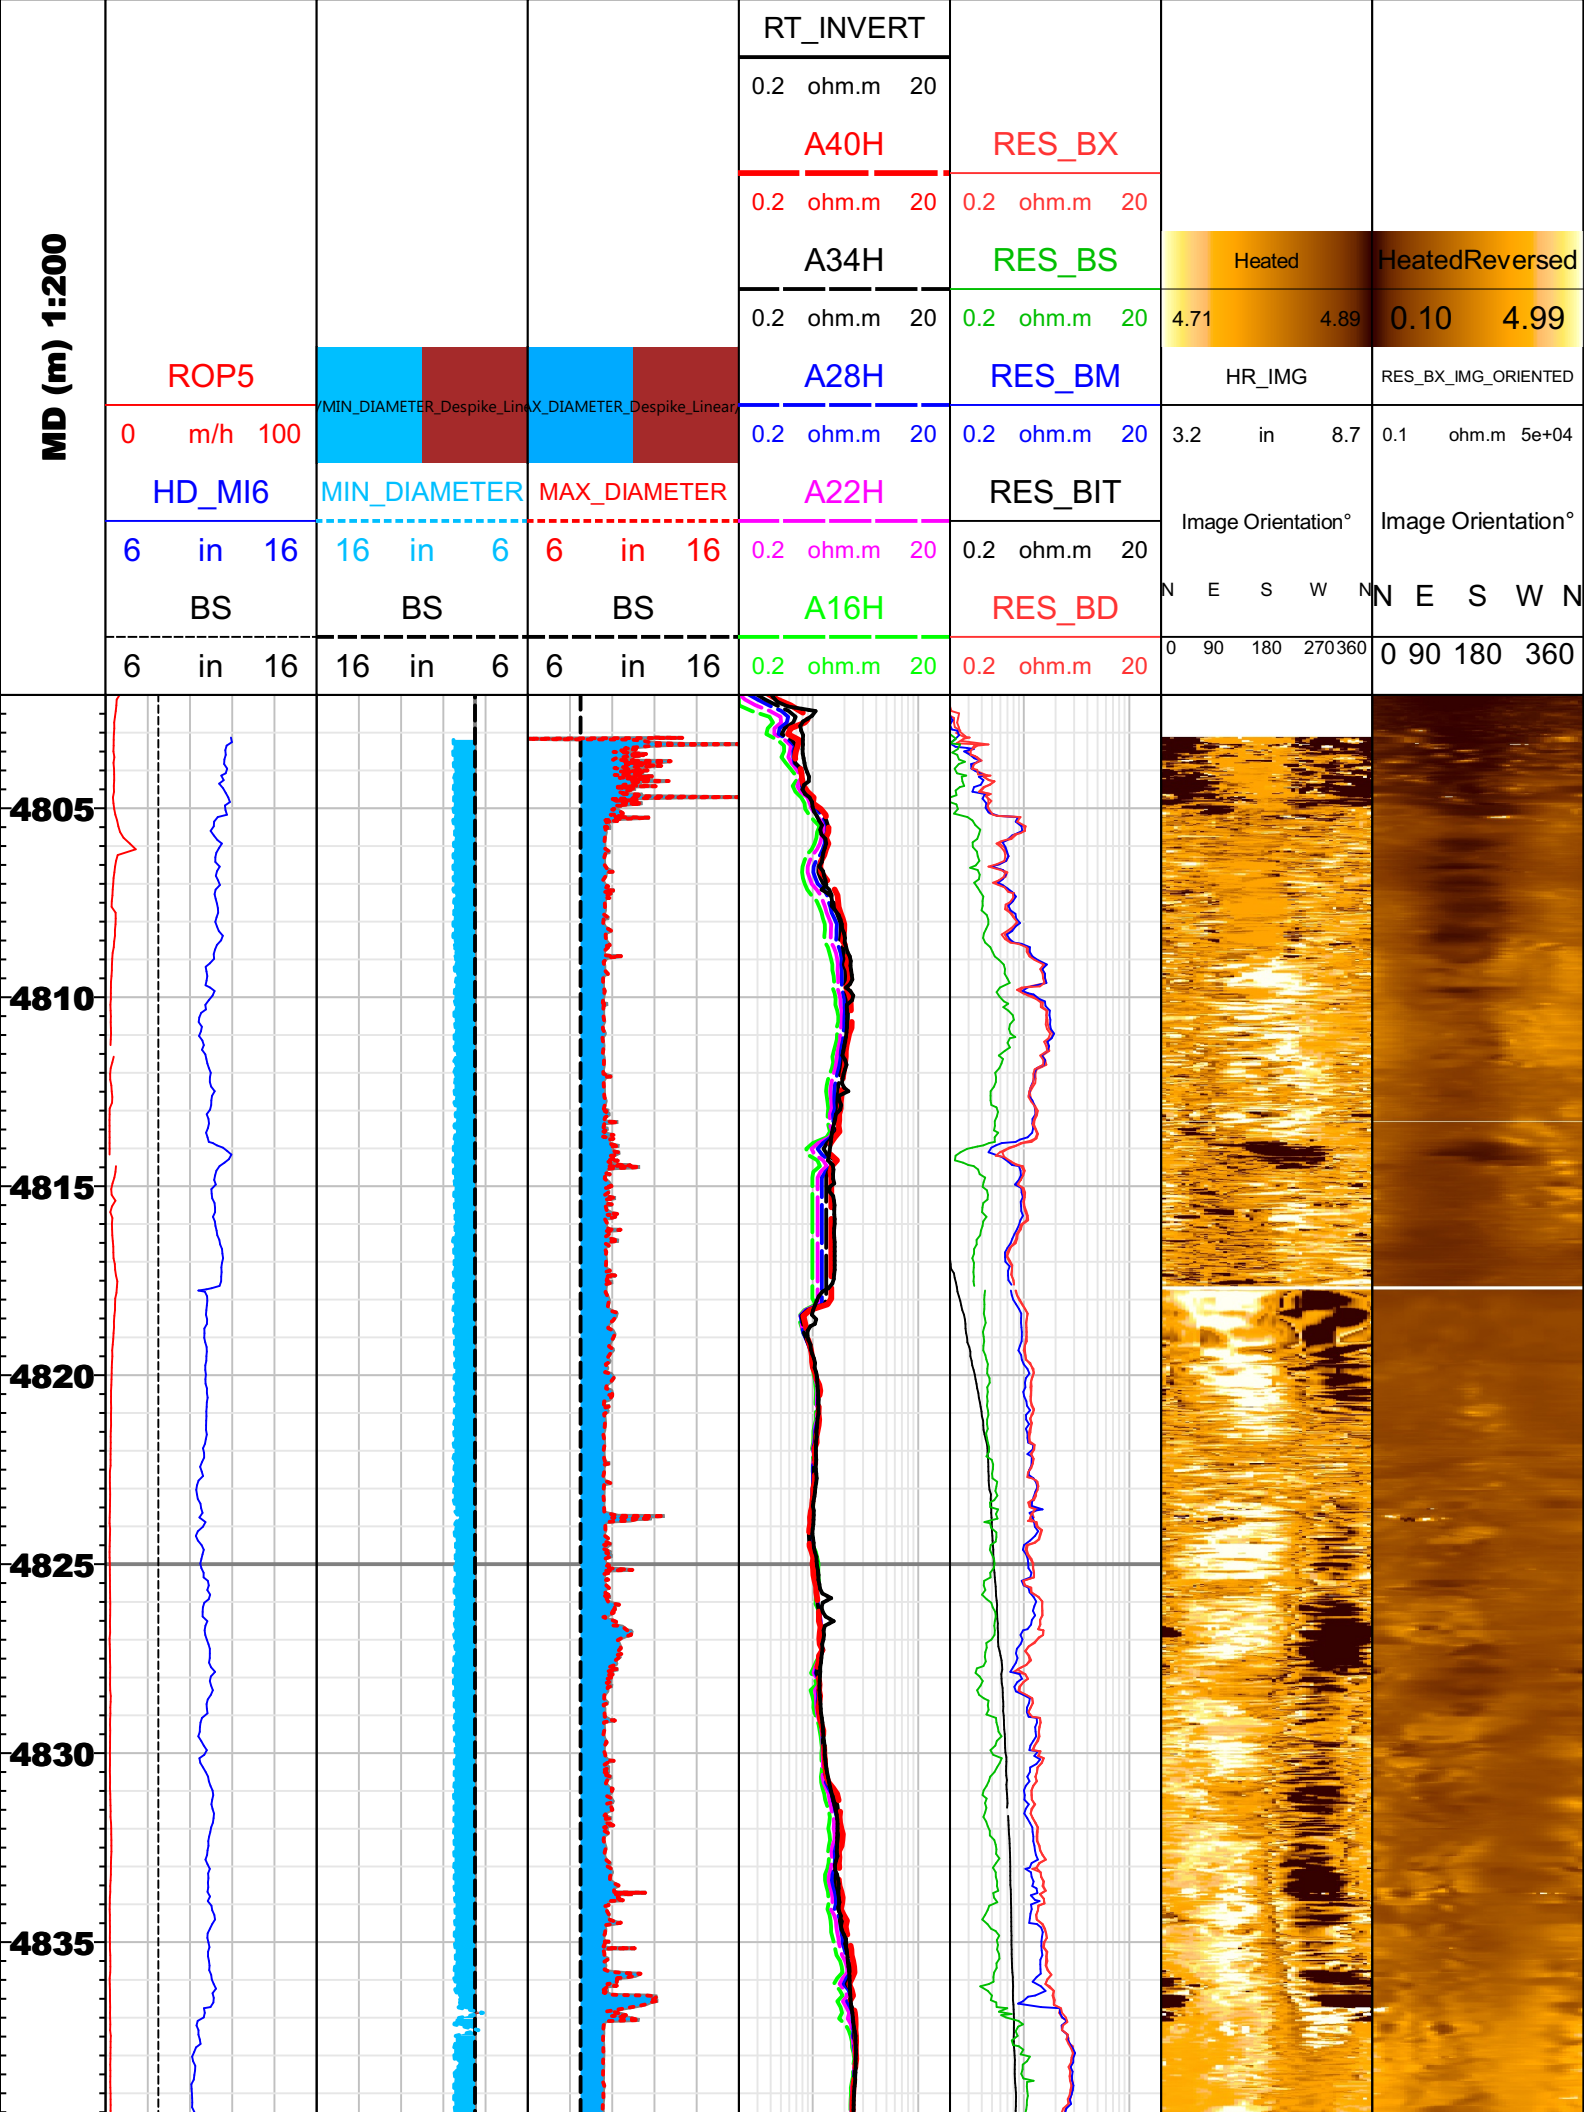 MD (m) 1:200
ROP5
0 m/h 100
HD_MI6
6 in 16
BS
6 in 16
/MIN_DIAMETER_Despike_Line
MIN_DIAMETER
16 in 6
BS
16 in 6
X_DIAMETER_Despike_Linear/
MAX_DIAMETER
6 in 16
BS
6 in 16
RT_INVERT
0.2 ohm.m 20
A40H
0.2 ohm.m 20
A34H
0.2 ohm.m 20
A28H
0.2 ohm.m 20
A22H
0.2 ohm.m 20
A16H
0.2 ohm.m 20
RES_BX
0.2 ohm.m 20
RES_BS
0.2 ohm.m 20
RES_BM
0.2 ohm.m 20
RES_BIT
0.2 ohm.m 20
RES_BD
0.2 ohm.m 20
Heated
4.71 4.89
HR_IMG
3.2 in 8.7
Image Orientation°
N E S W N
0 90 180 270 360
HeatedReversed
0.10 4.99
RES_BX_IMG_ORIENTED
0.1 ohm.m 5e+04
Image Orientation°
N E S W N
0 90 180 360
4805
4810
4815
4820
4825
4830
4835